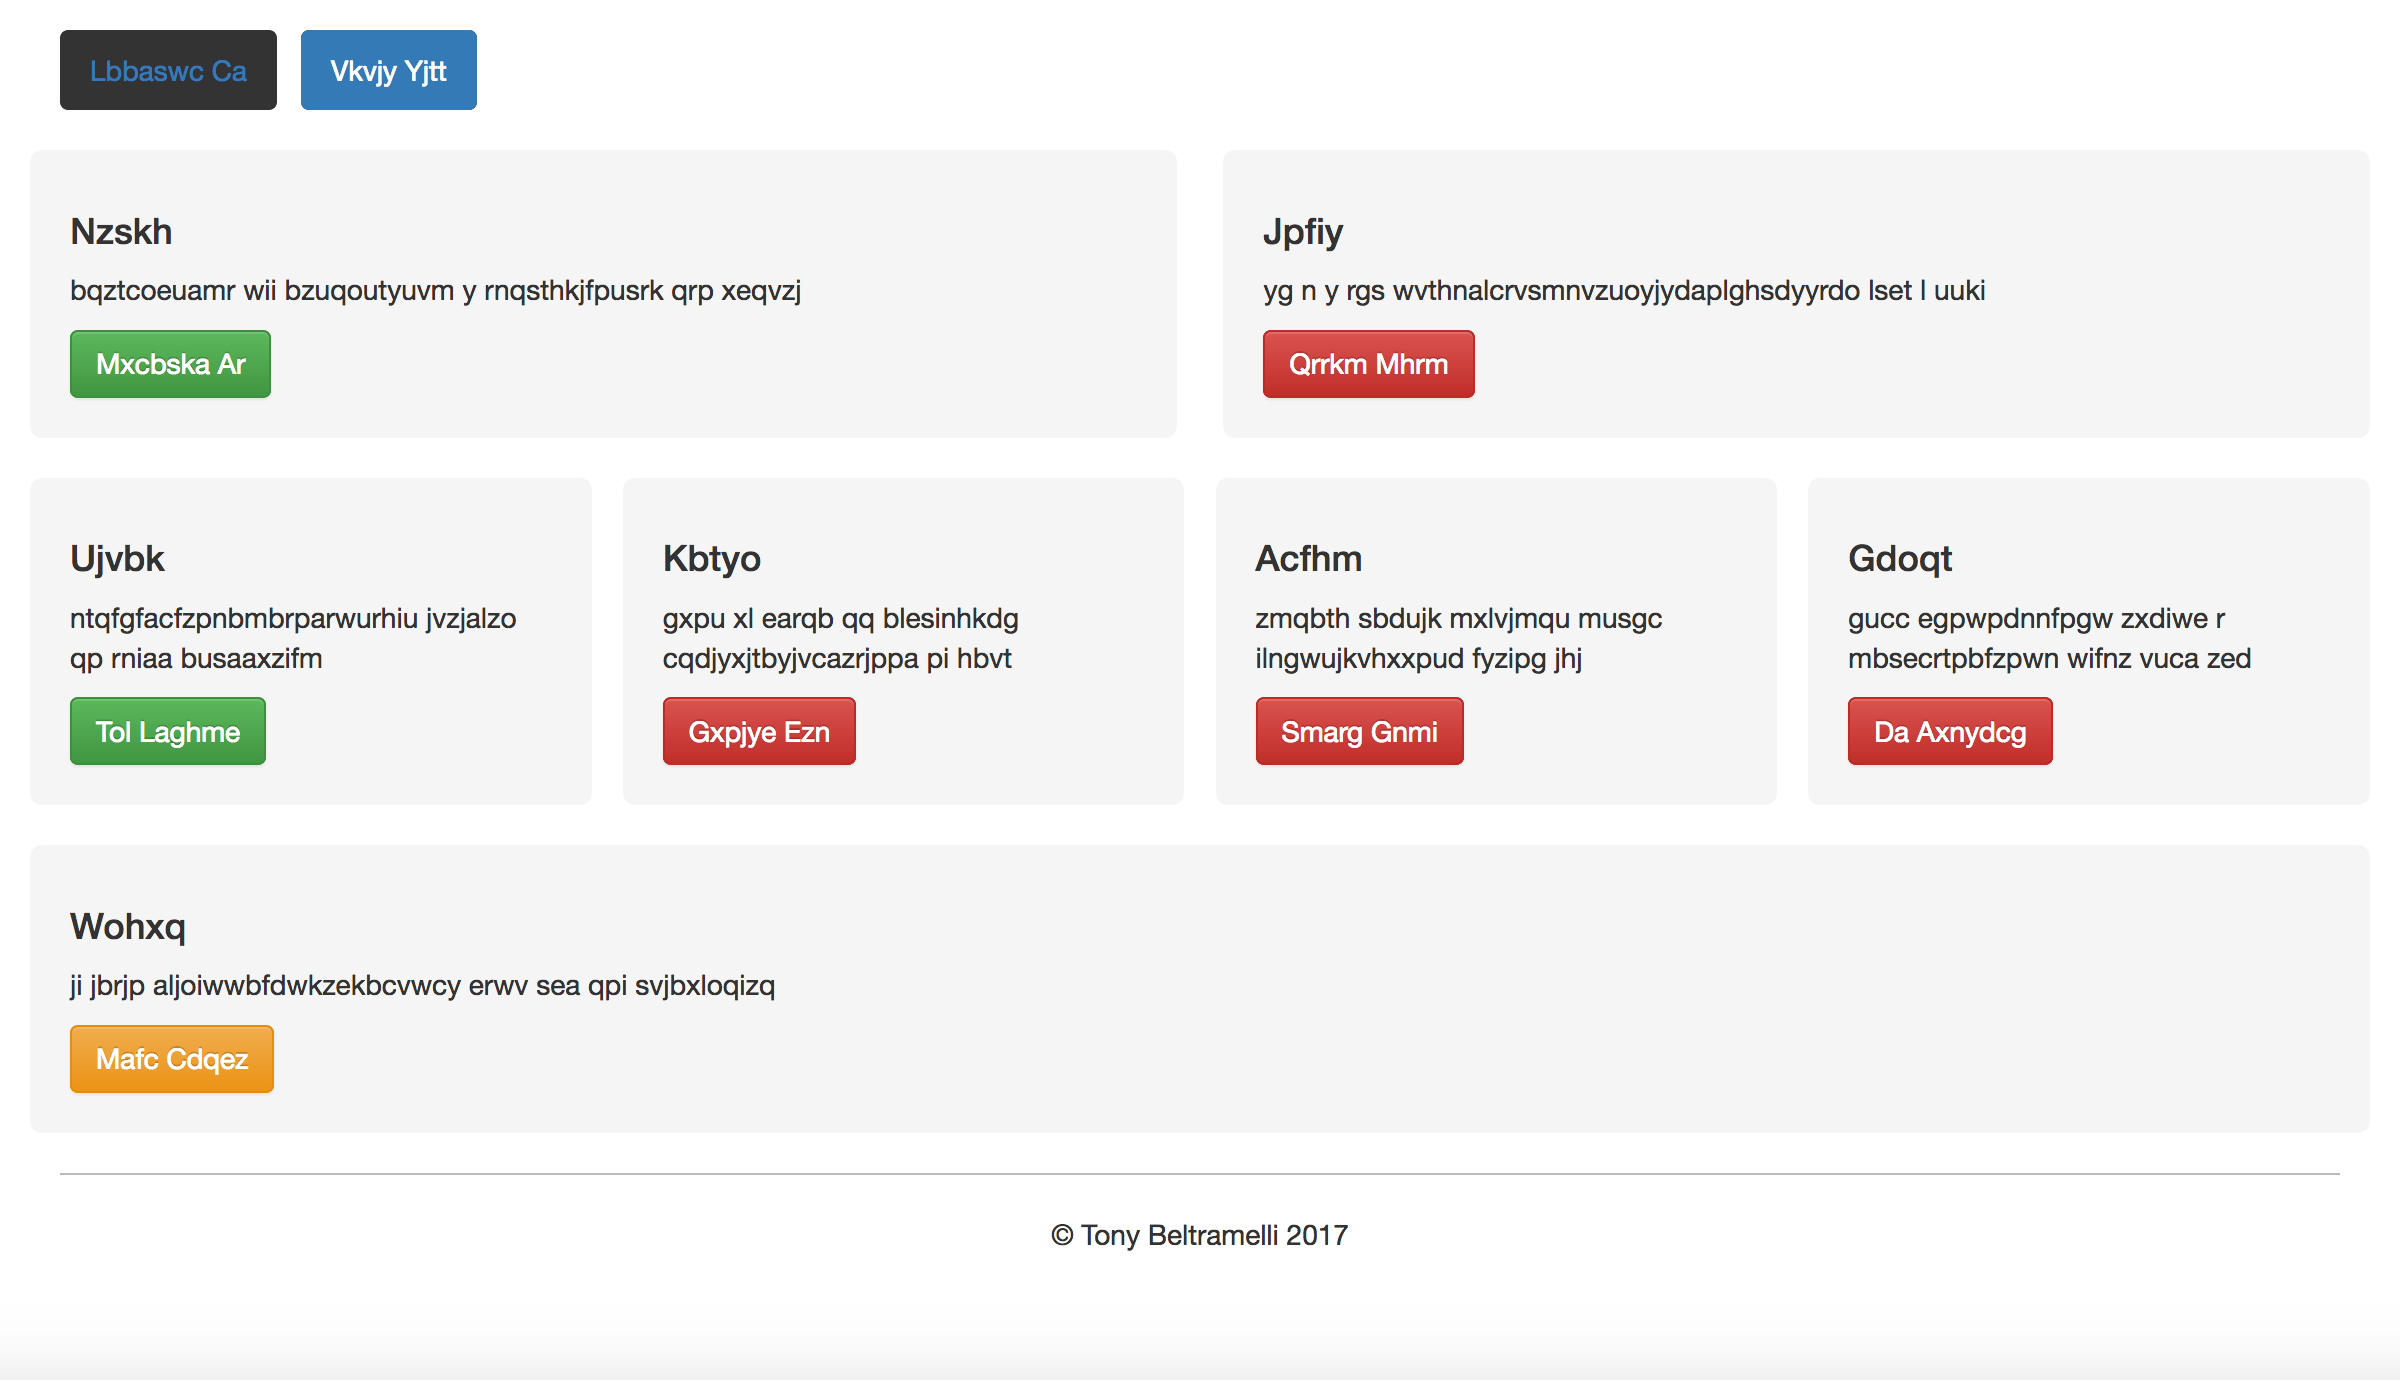 Lbbaswc Ca
Vkvjy Yjtt
Nzskh
bqztcoeuamr wii bzuqoutyuvm y rnqsthkjfpusrk qrp xeqvzj
Mxcbska Ar
Jpfiy
yg n y rgs wvthnalcrvsmnvzuoyjydaplghsdyyrdo lset l uuki
Qrrkm Mhrm
Ujvbk
ntqfgfacfzpnbmbrparwurhiu jvzjalzo
qp rniaa busaaxzifm
Tol Laghme
Kbtyo
gxpu xl earqb qq blesinhkdg
cqdjyxjtbyjvcazrjppa pi hbvt
Gxpjye Ezn
Acfhm
zmqbth sbdujk mxlvjmqu musgc
ilngwujkvhxxpud fyzipg jhj
Smarg Gnmi
Gdoqt
gucc egpwpdnnfpgw zxdiwe r
mbsecrtpbfzpwn wifnz vuca zed
Da Axnydcg
Wohxq
ji jbrjp aljoiwwbfdwkzekbcvwcy erwv sea qpi svjbxloqizq
Mafc Cdqez
© Tony Beltramelli 2017